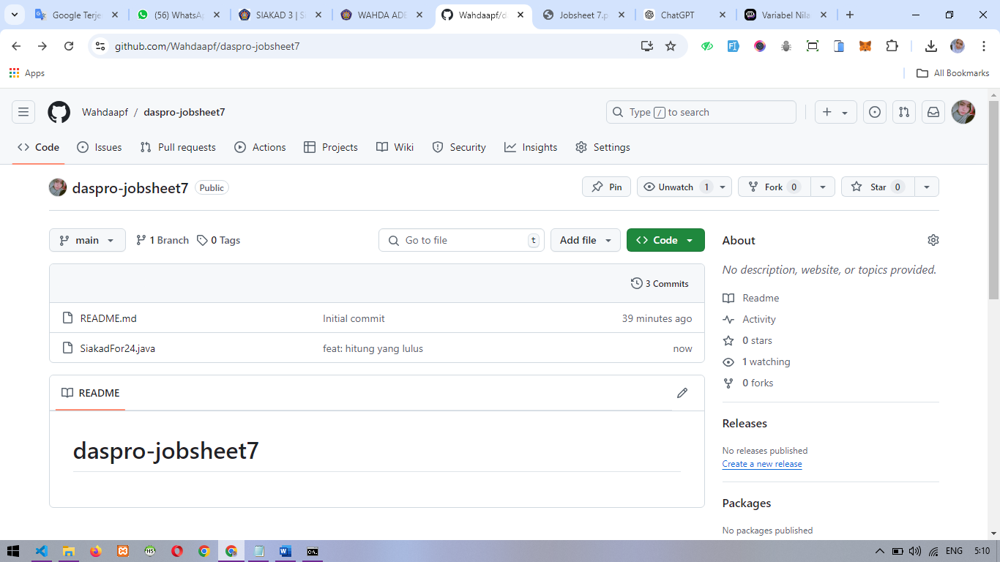 Google Terje
(56) WhatsA
SIAKAD 3 | S
WAHDA ADE
Wahdaapf/d
Jobsheet 7.p
ChatGPT
Variabel Nila
github.com/Wahdaapf/daspro-jobsheet7
Apps
All Bookmarks
Wahdaapf / daspro-jobsheet7
Type / to search
Code
Issues
Pull requests
Actions
Projects
Wiki
Security
Insights
Settings
daspro-jobsheet7 Public
Pin
Unwatch 1
Fork 0
Star 0
main
1 Branch
0 Tags
Go to file t
Add file
Code
3 Commits
README.md Initial commit 39 minutes ago
SiakadFor24.java feat: hitung yang lulus now
README
daspro-jobsheet7
About
No description, website, or topics provided.
Readme
Activity
0 stars
1 watching
0 forks
Releases
No releases published
Create a new release
Packages
No packages published
ENG 5:10